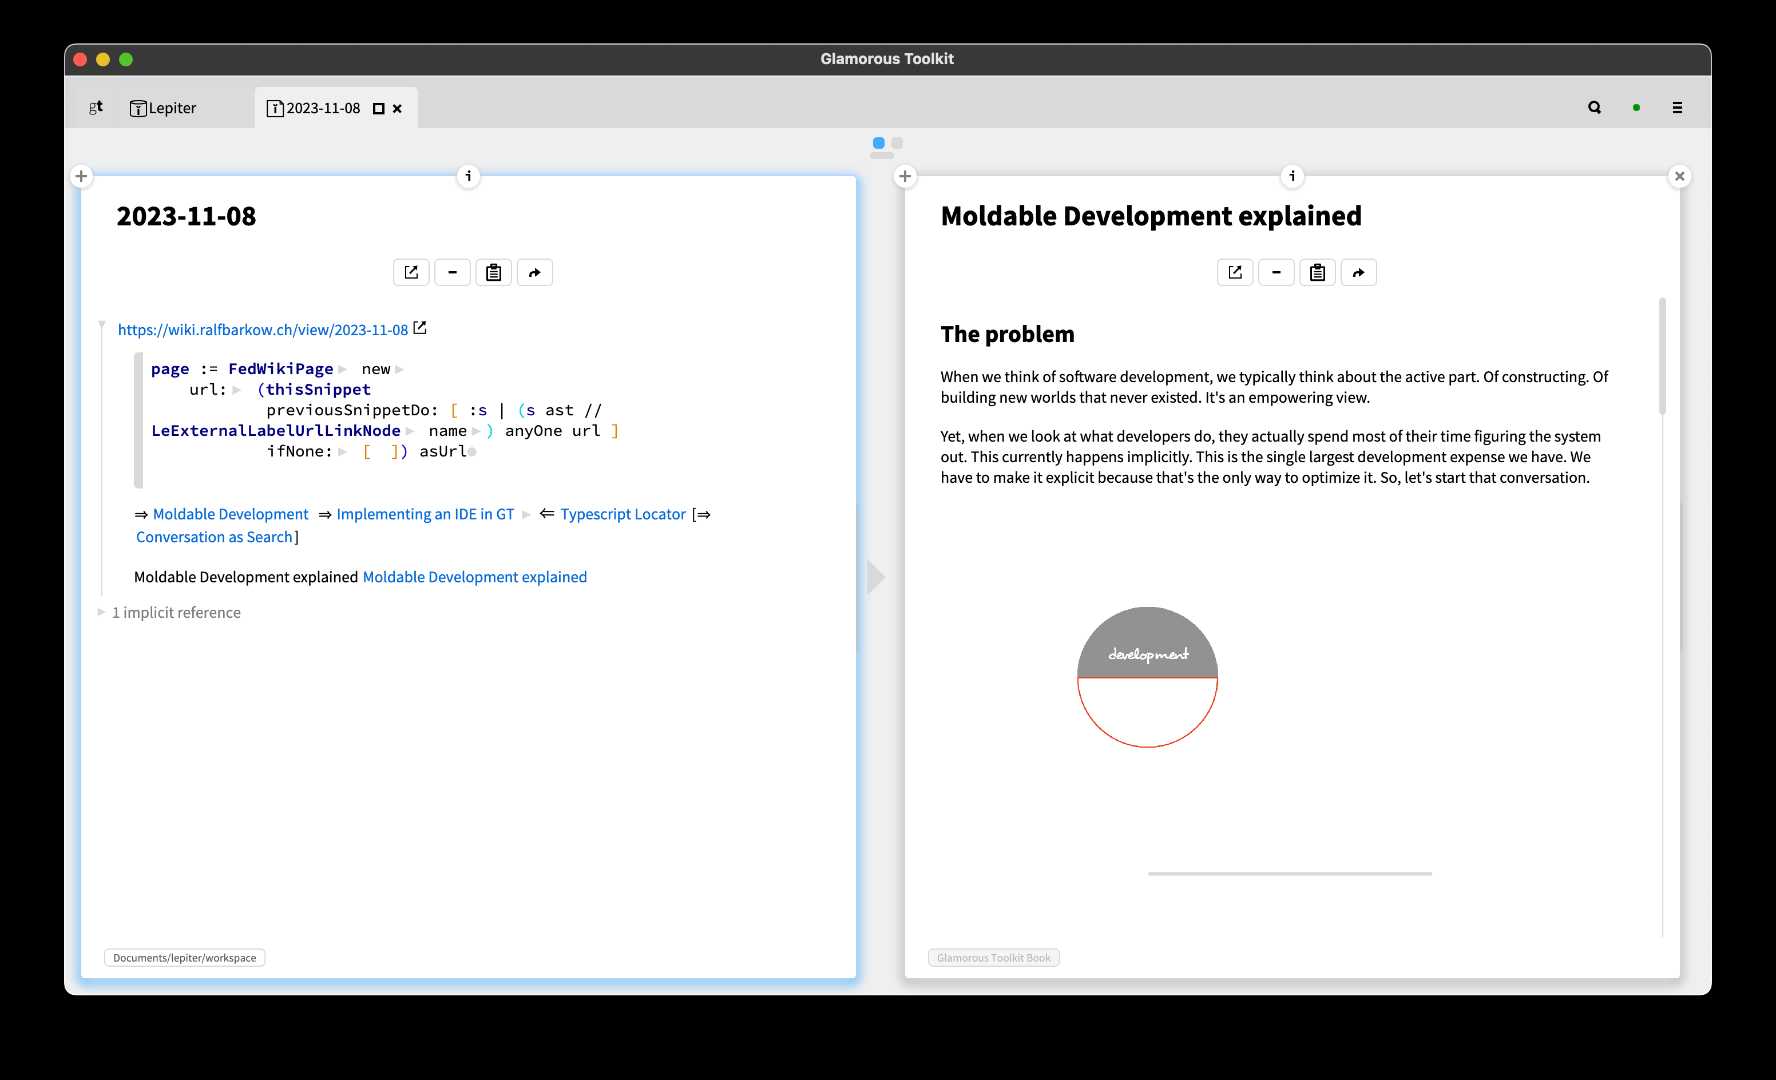 Glamorous Toolkit
gt
Lepiter
2023-11-08
2023-11-08
https://wiki.ralfbarkow.ch/view/2023-11-08
page := FedWikiPage new
url: (thisSnippet
previousSnippetDo: [ :s | (s ast //
LeExternalLabelUrlLinkNode name ) anyOne url ]
ifNone: [ ]) asUrl
⇒ Moldable Development ⇒ Implementing an IDE in GT ⇐ Typescript Locator [⇒
Conversation as Search]
Moldable Development explained Moldable Development explained
1 implicit reference
Documents/lepiter/workspace
Moldable Development explained
The problem
When we think of software development, we typically think about the active part. Of constructing. Of
building new worlds that never existed. It's an empowering view.
Yet, when we look at what developers do, they actually spend most of their time figuring the system
out. This currently happens implicitly. This is the single largest development expense we have. We
have to make it explicit because that's the only way to optimize it. So, let's start that conversation.
development
Glamorous Toolkit Book